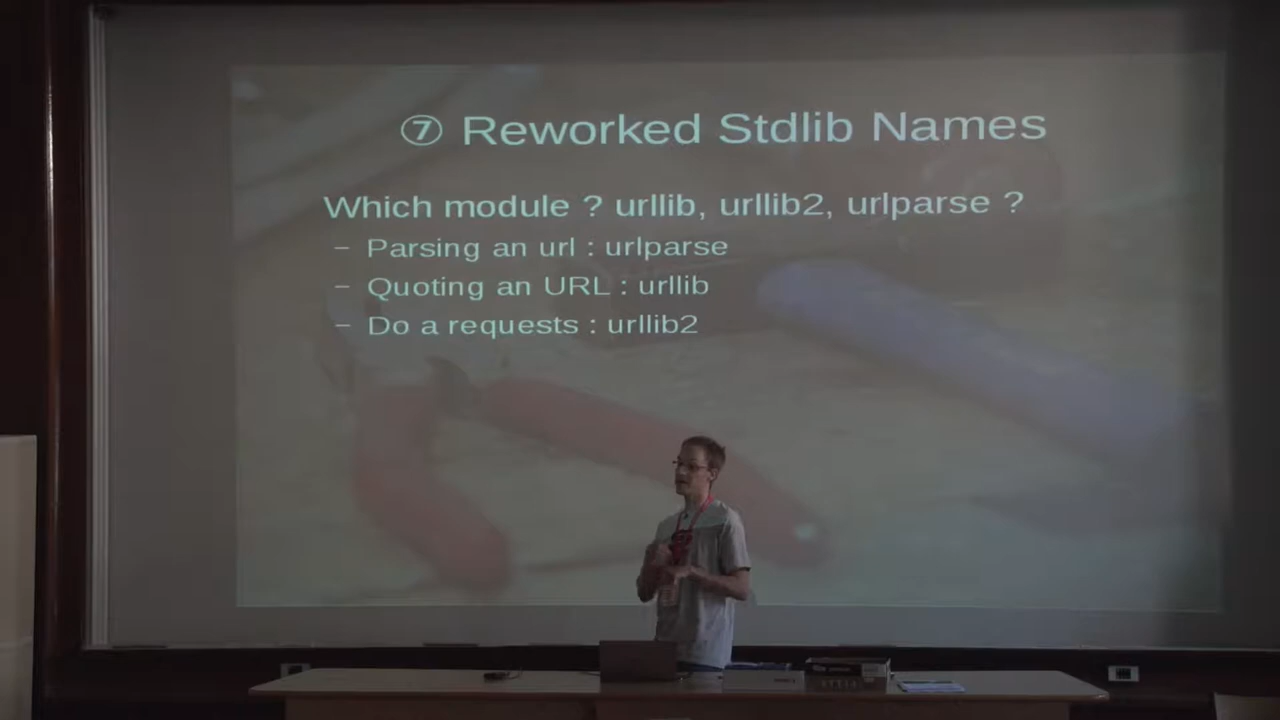 ⑦ Reworked Stdlib Names
Which module ? urllib, urllib2, urlparse ?
– Parsing an url : urlparse
– Quoting an URL : urllib
– Do a requests : urllib2